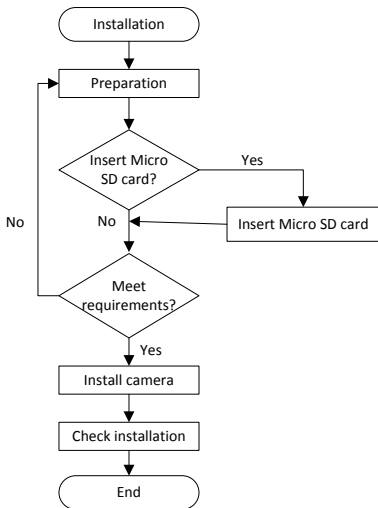 Installation
Preparation
Insert Micro
SD card?
Yes
No
No
Insert Micro SD card
Meet
requirements?
Yes
Install camera
Check installation
End